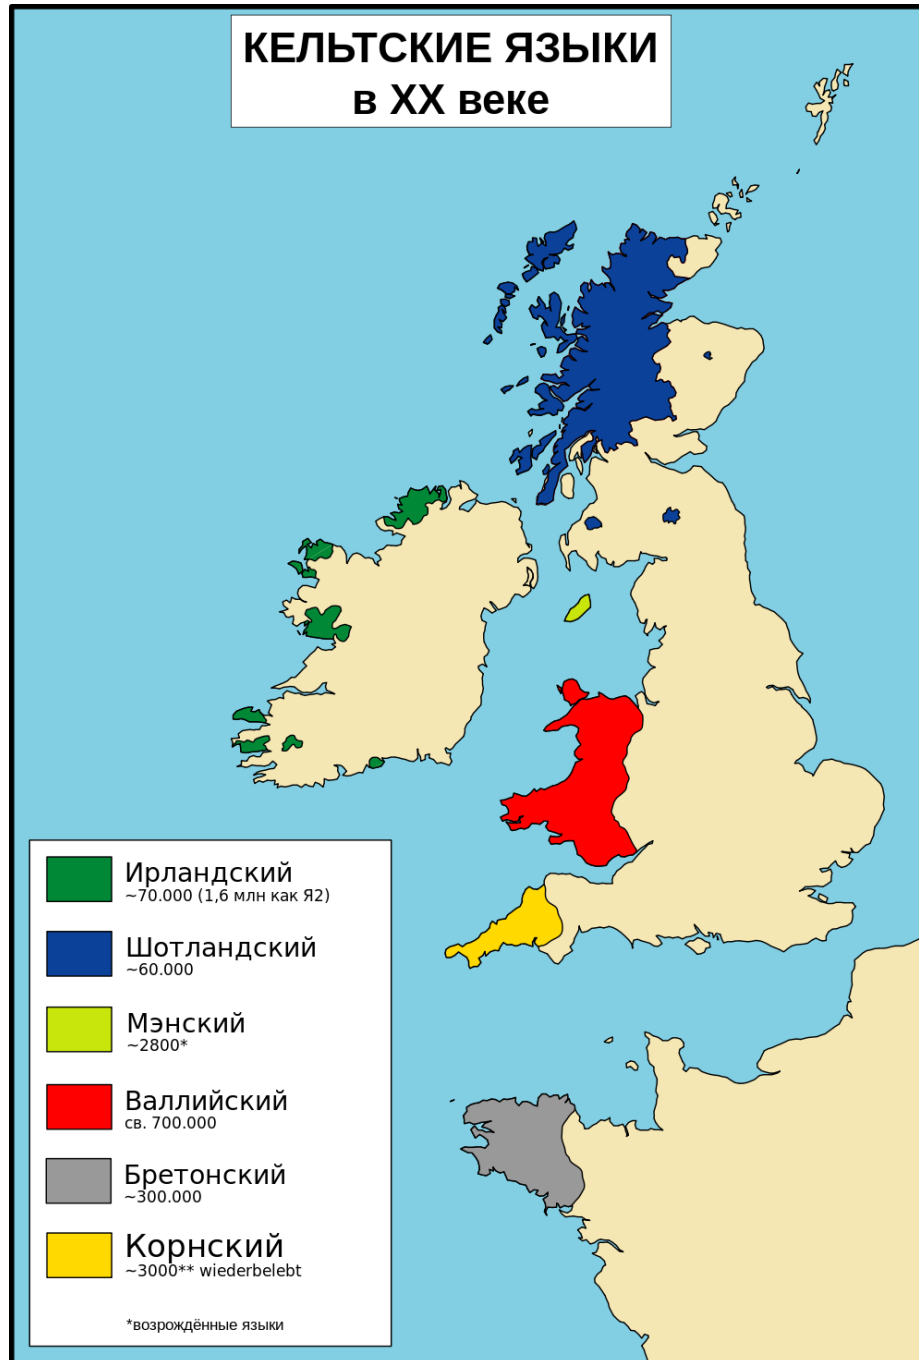 КЕЛЬТСКИЕ ЯЗЫКИ
в XX веке
Ирландский
~70.000 (1,6 млн как Я2)
Шотландский
~60.000
Мэнский
~2800*
Валлийский
св. 700.000
Бретонский
~300.000
Корнский
~3000** wiederbelebt
*возрождённые языки